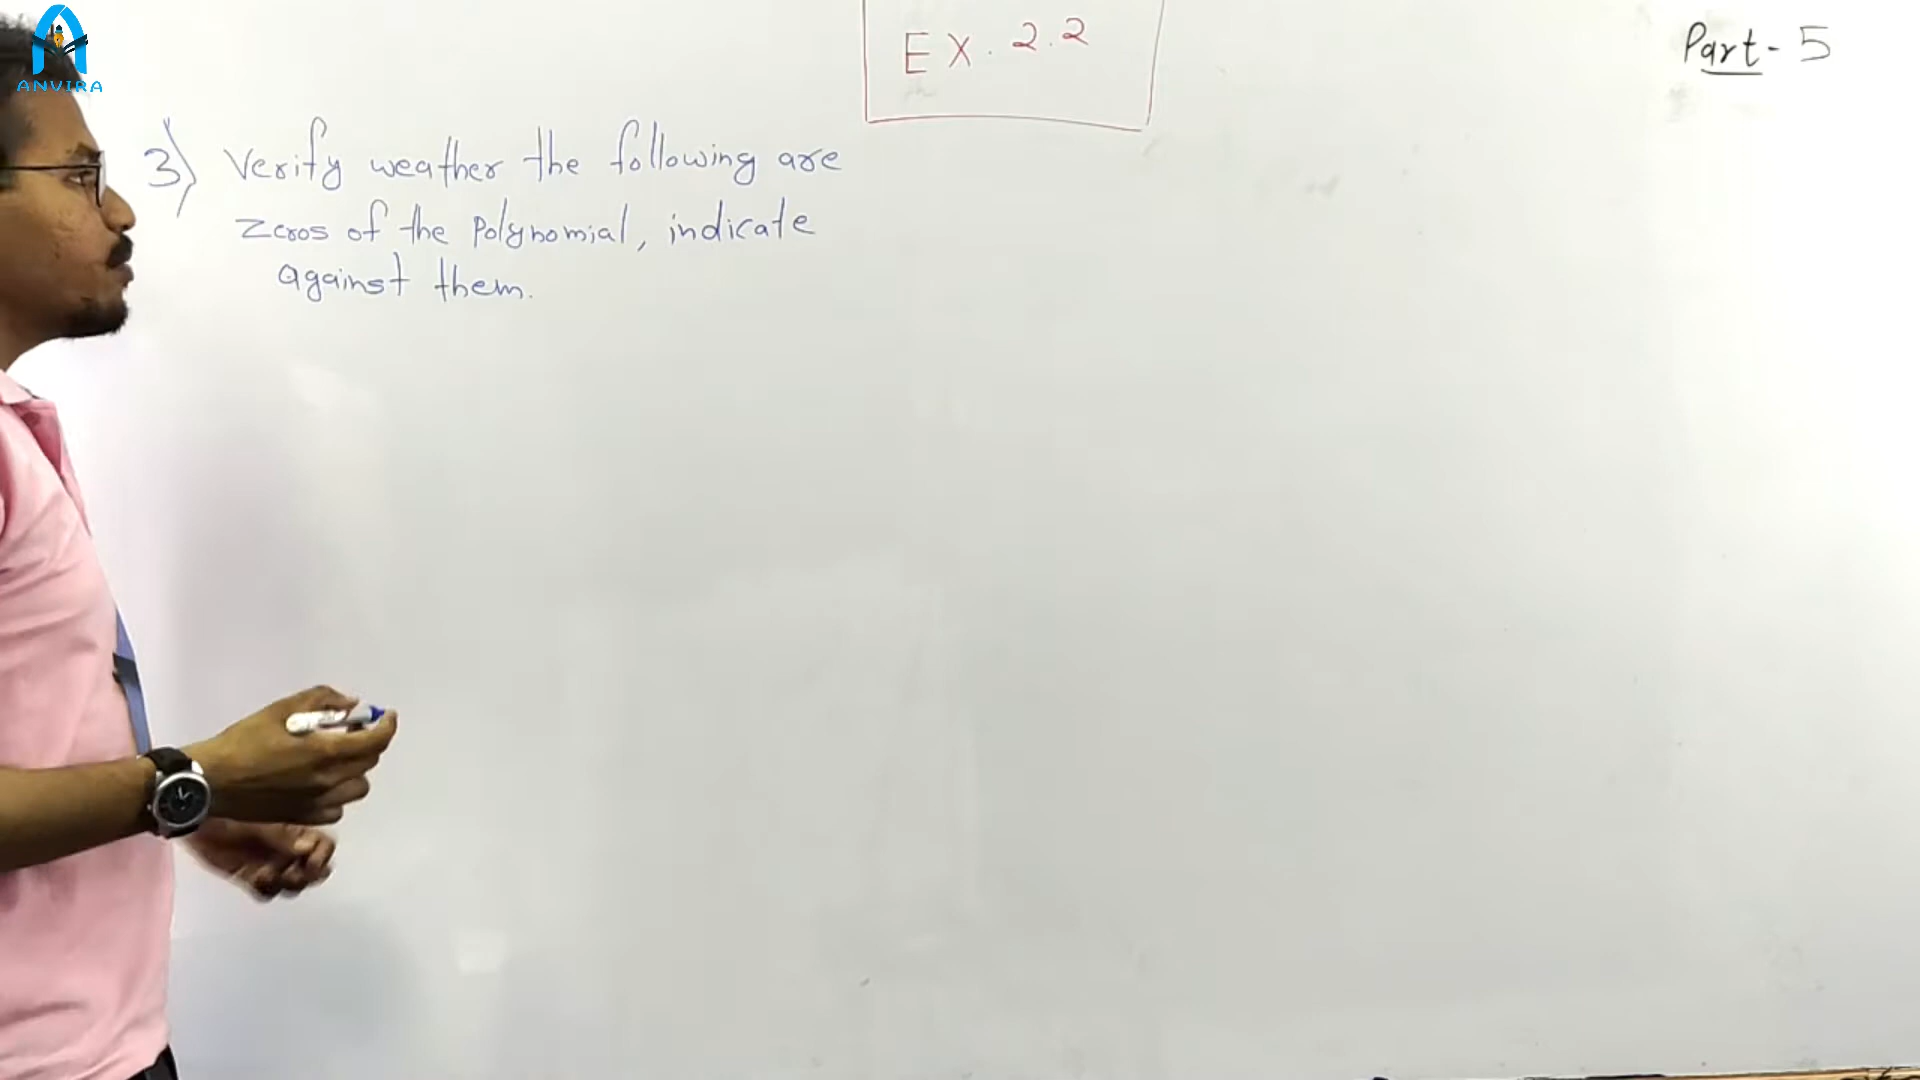 ANVIRA
EX. 2.2
Part - 5
3) Verify weather the following are
zeros of the polynomial, indicate
against them.